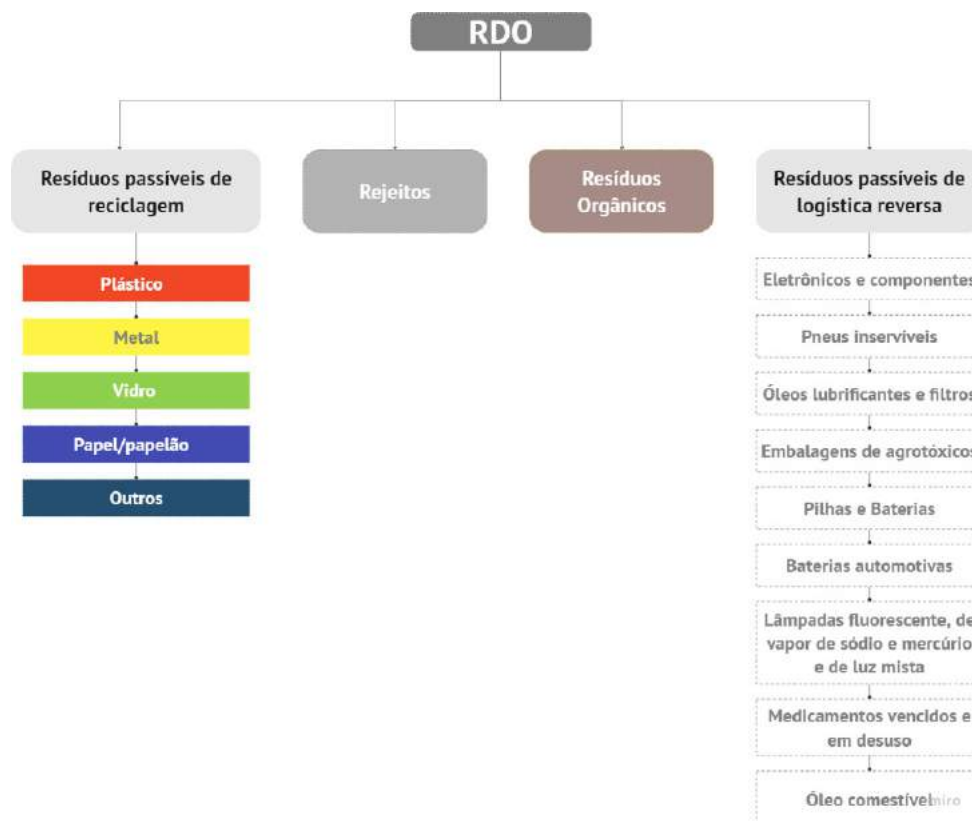 RDO
Resíduos passíveis de
reciclagem
Rejeitos
Resíduos
Orgânicos
Resíduos passíveis de
logística reversa
Plástico
Metal
Vidro
Papel/papelão
Outros
Eletrônicos e componentes
Pneus inservíveis
Óleos lubrificantes e filtros
Embalagens de agrotóxicos
Pilhas e Baterias
Baterias automotivas
Lâmpadas fluorescente, de
vapor de sódio e mercúrio
e de luz mista
Medicamentos vencidos e
em desuso
Óleo comestível
miro